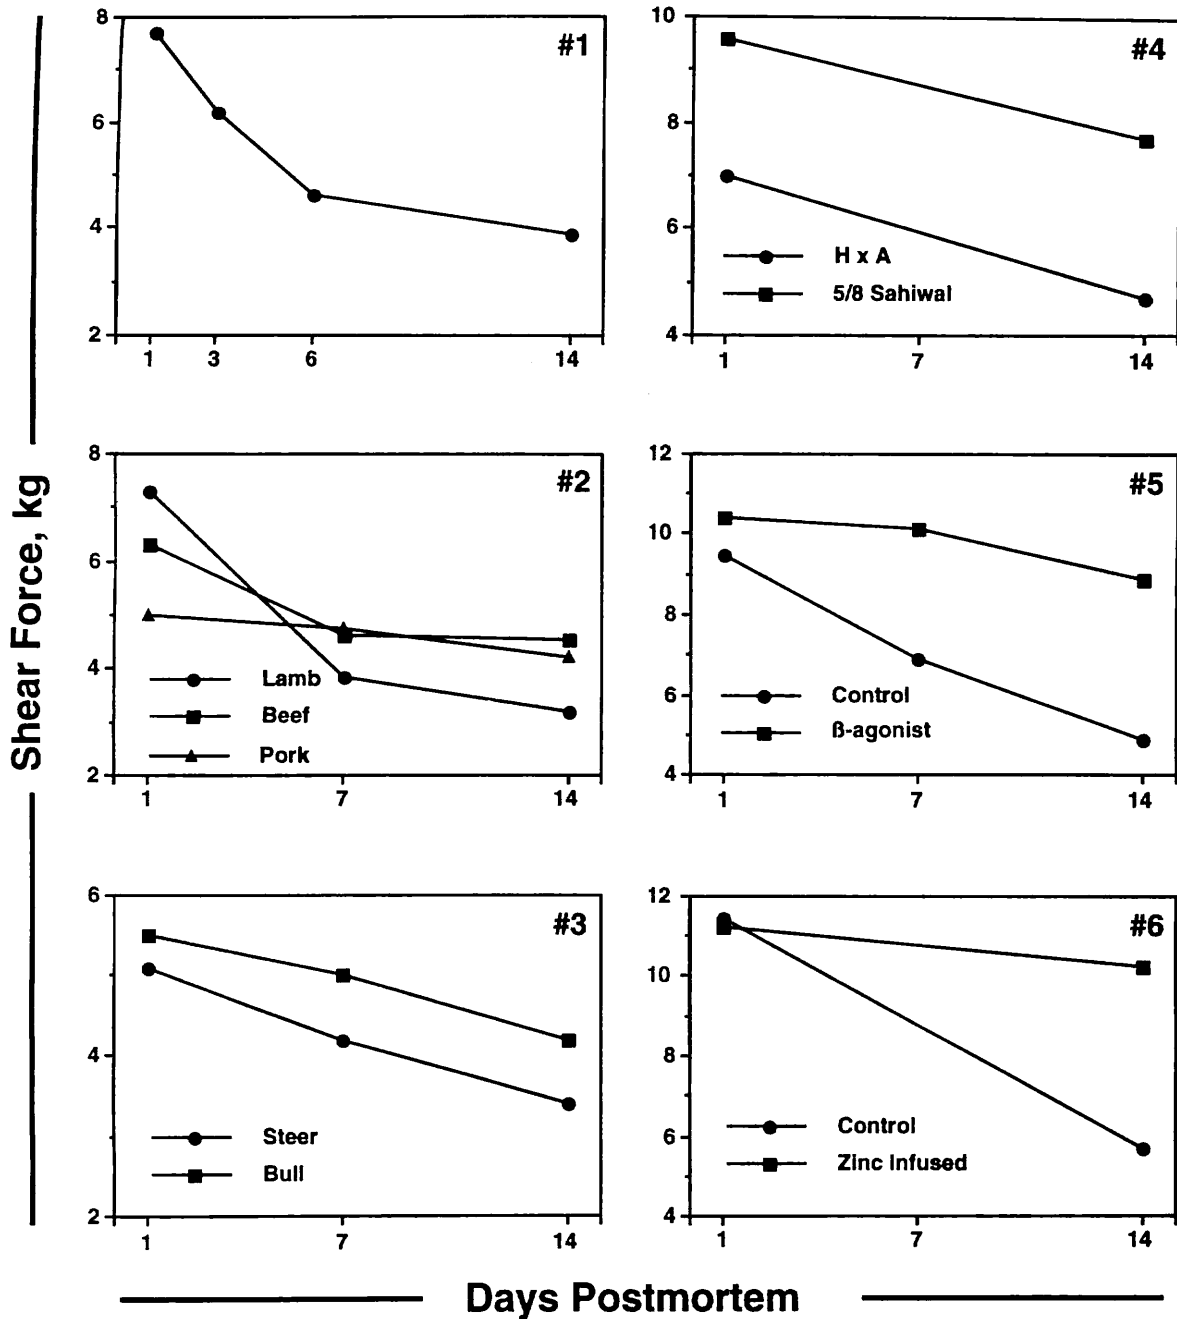 Shear Force, kg
#1
8
6
4
2
1 3 6 14
#4
10
8
6
4
H x A
5/8 Sahiwal
1 7 14
#2
8
6
4
2
Lamb
Beef
Pork
1 7 14
#5
12
10
8
6
4
Control
ß-agonist
1 7 14
#3
6
4
2
Steer
Bull
1 7 14
#6
12
10
8
6
4
Control
Zinc Infused
1 7 14
Days Postmortem